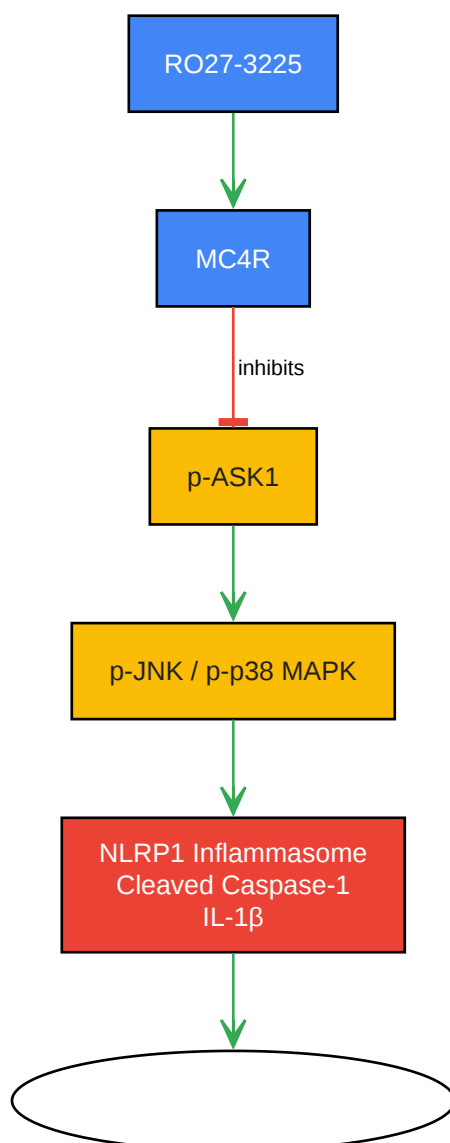 RO27-3225
MC4R
inhibits
p-ASK1
p-JNK / p-p38 MAPK
NLRP1 Inflammasome
Cleaved Caspase-1
IL-1β